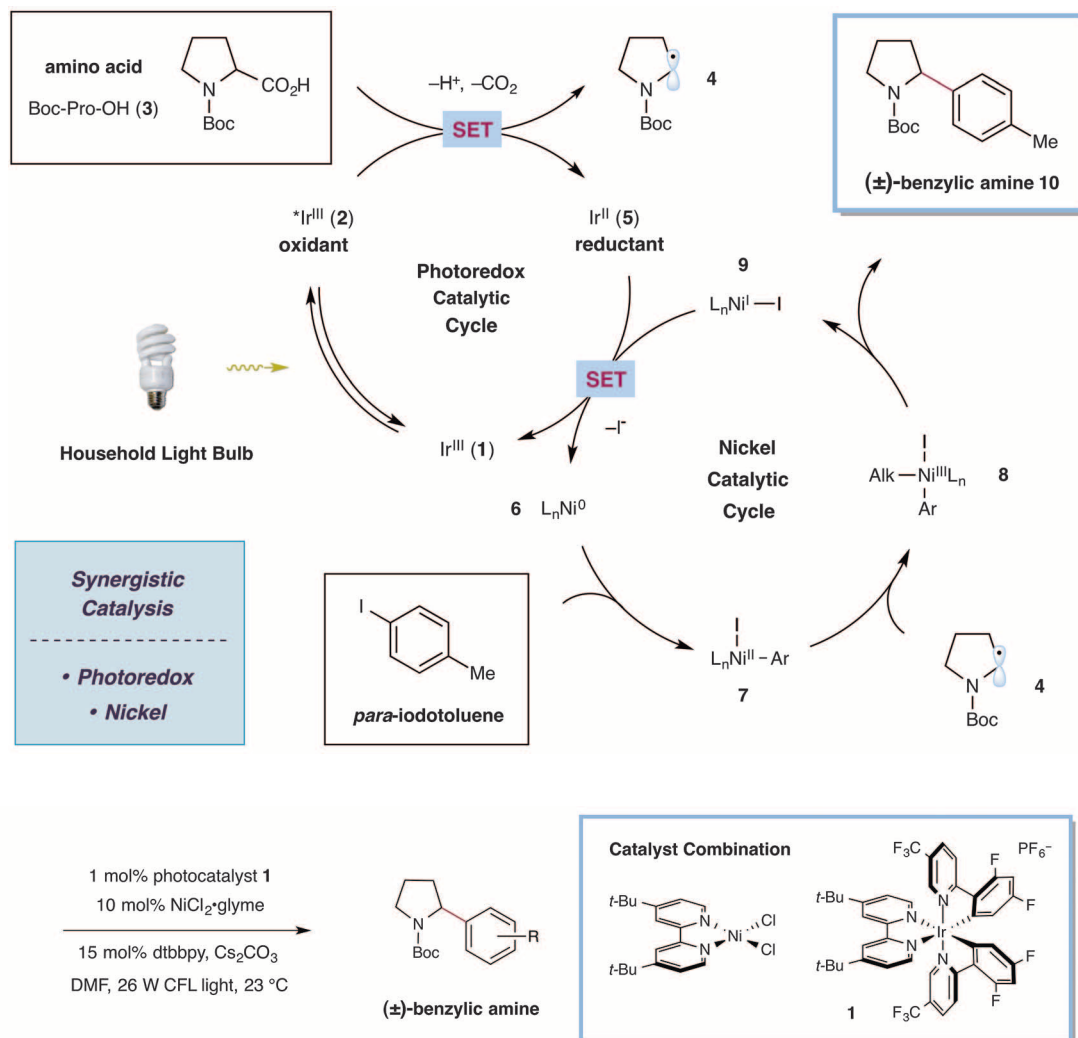 amino acid
Boc-Pro-OH (3)
N
Boc
CO₂H
–H⁺, –CO₂
SET
N
Boc
4
N
Boc
Me
(±)-benzylic amine 10
*Irᴵᴵᴵ (2)
oxidant
Irᴵᴵ (5)
reductant
Photoredox
Catalytic
Cycle
9
LₙNiᴵ—I
SET
–I⁻
Household Light Bulb
Irᴵᴵᴵ (1)
6 LₙNi⁰
Nickel
Catalytic
Cycle
I
Alk—NiᴵᴵᴵLₙ
Ar
8
Synergistic
Catalysis
• Photoredox
• Nickel
I
Me
para-iodotoluene
I
LₙNiᴵᴵ–Ar
7
N
Boc
4
1 mol% photocatalyst 1
10 mol% NiCl₂•glyme
15 mol% dtbbpy, Cs₂CO₃
DMF, 26 W CFL light, 23 °C
N
Boc
R
(±)-benzylic amine
Catalyst Combination
t-Bu
N
Cl
Ni
Cl
N
t-Bu
F₃C
PF₆⁻
F
N
F
t-Bu
N
Ir
N
t-Bu
N
F
F
F₃C
1